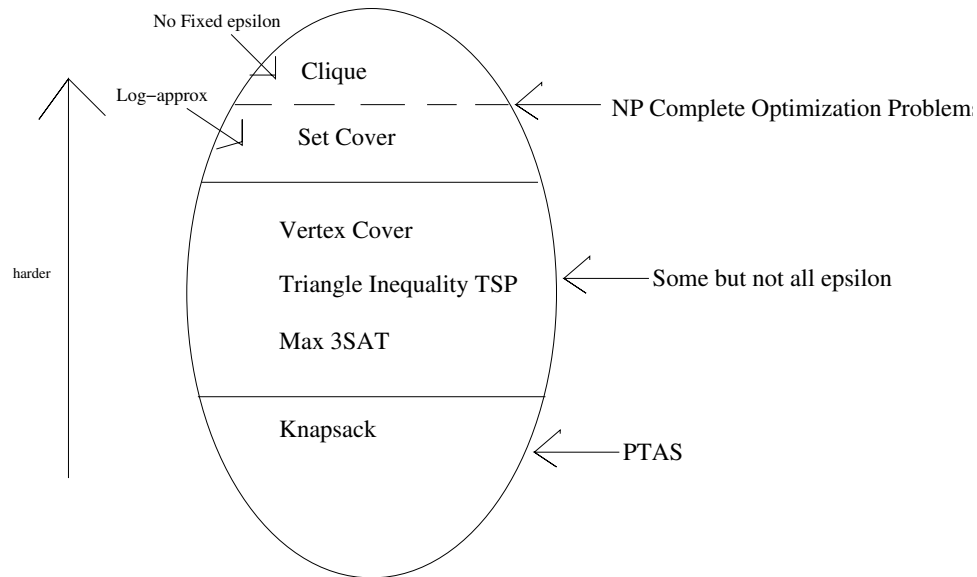 No Fixed epsilon
Clique
Log-approx
NP Complete Optimization Problems
Set Cover
Vertex Cover
harder
Triangle Inequality TSP
Some but not all epsilon
Max 3SAT
Knapsack
PTAS